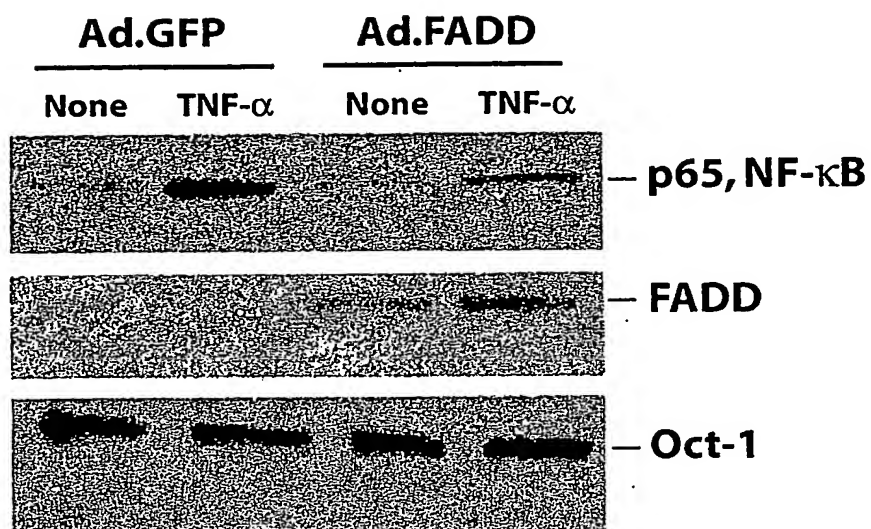 Ad.GFP Ad.FADD
None TNF-α None TNF-α
p65, NF-κB
FADD
Oct-1